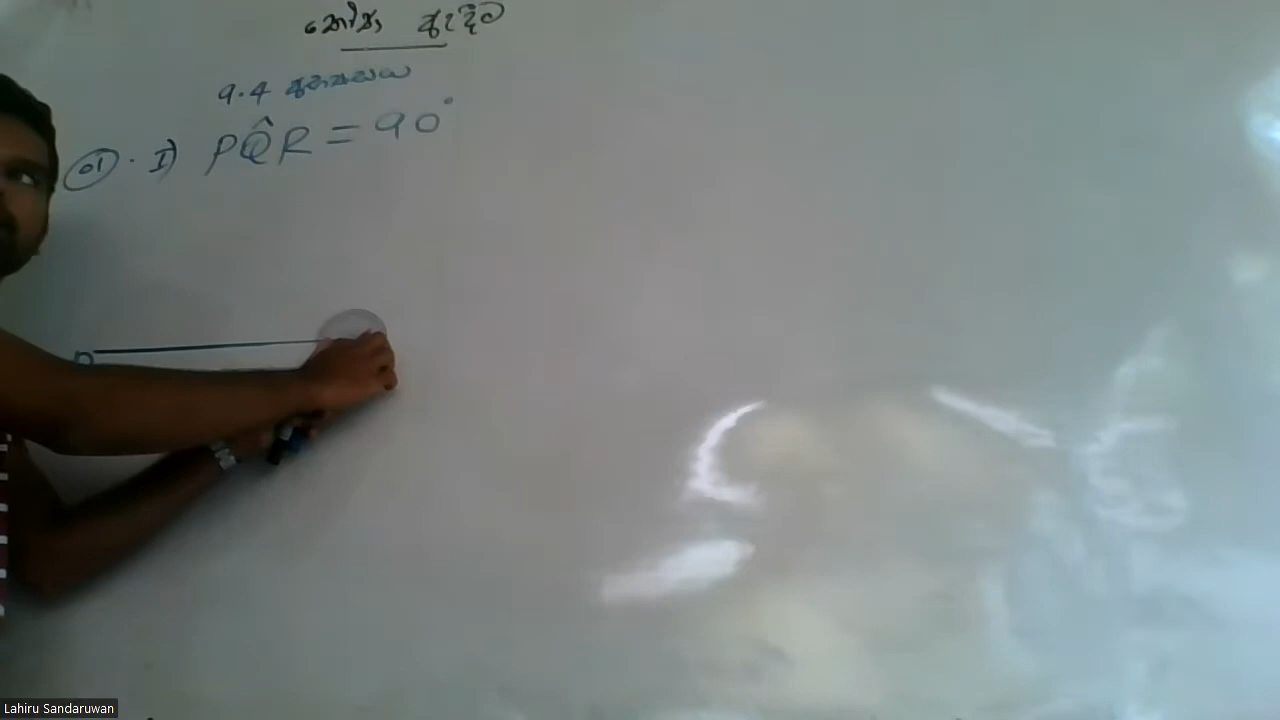 කෝණ ඇඳීම
9.4 අභ්‍යාසය
01. I) PQ̂R = 90°
Lahiru Sandaruwan